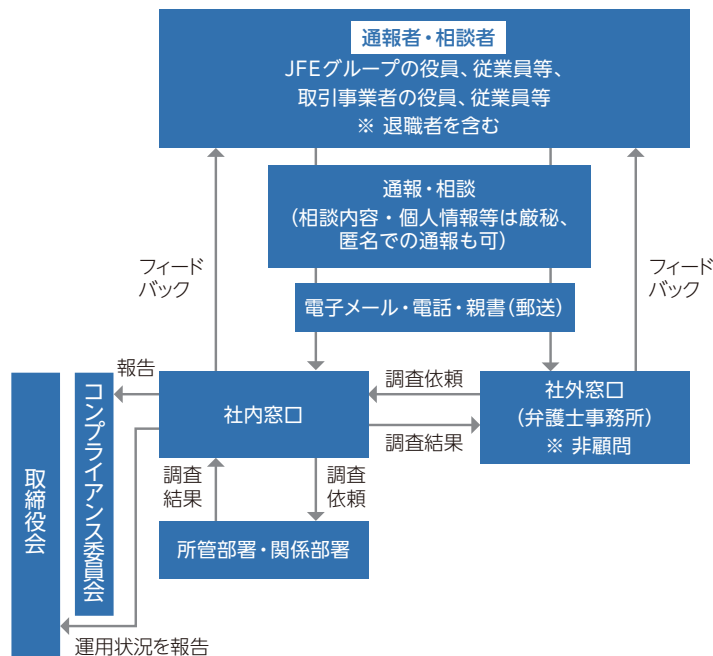 通報者・相談者
JFEグループの役員、従業員等、
取引事業者の役員、従業員等
※ 退職者を含む
通報・相談
(相談内容・個人情報等は厳秘、
匿名での通報も可)
フィード
バック
フィード
バック
電子メール・電話・親書(郵送)
報告
調査依頼
社内窓口
社外窓口
(弁護士事務所)
※ 非顧問
調査結果
コンプライアンス委員会
取締役会
調査
結果
調査
依頼
所管部署・関係部署
運用状況を報告